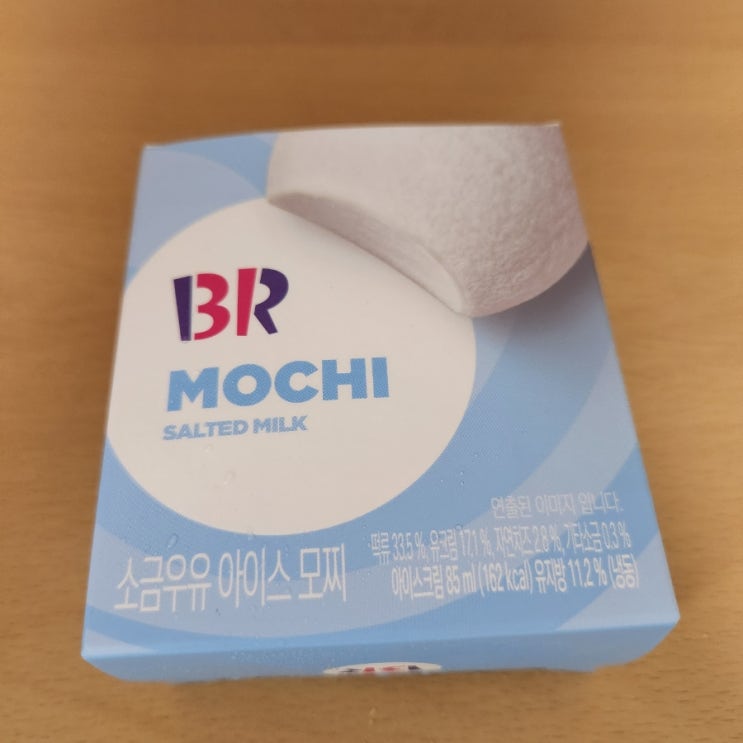 BR
MOCHI
SALTED MILK
연출된 이미지 입니다.
떡류 33.5 %, 유크림 17.1 %, 자연치즈 2.8 %, 기타소금 0.3 %
소금우유 아이스 모찌
아이스크림 85 ml (162 kcal) 유지방 11.2 % (냉동)